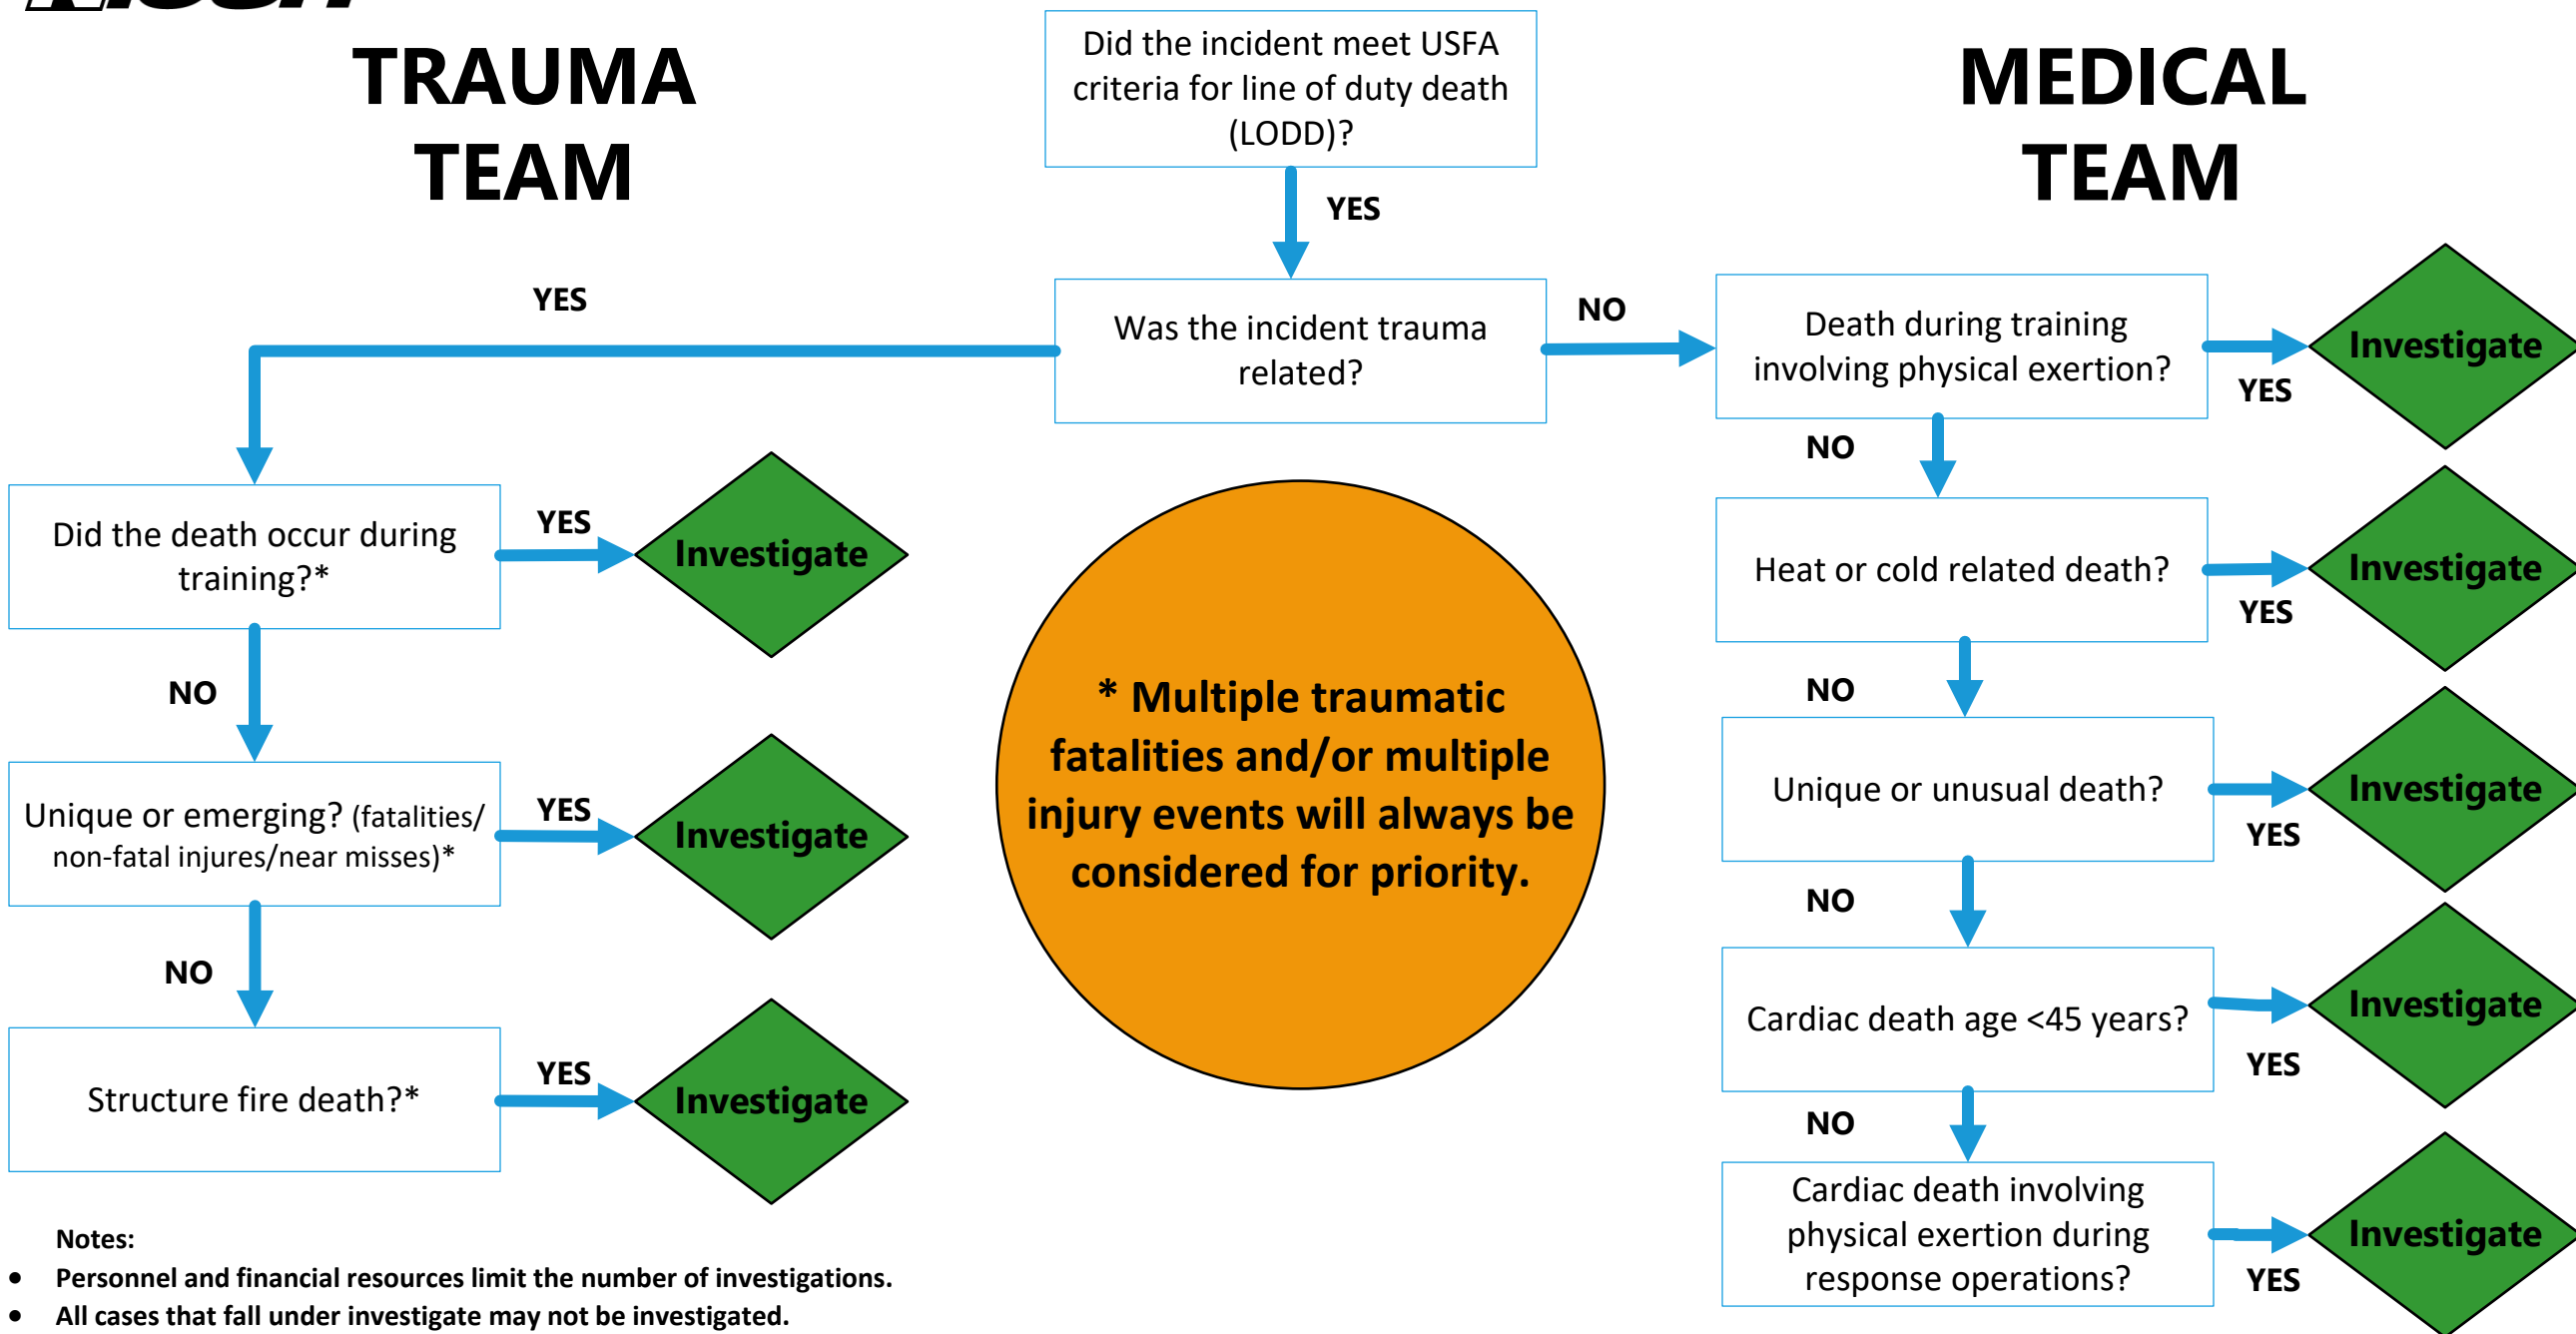 TRAUMA
TEAM
Did the incident meet USFA
criteria for line of duty death
(LODD)?
MEDICAL
TEAM
YES
YES
Was the incident trauma
related?
NO
Death during training
involving physical exertion?
YES
Investigate
NO
Did the death occur during
training?*
YES
Investigate
Heat or cold related death?
YES
Investigate
NO
NO
Unique or emerging? (fatalities/
non-fatal injures/near misses)*
YES
Investigate
* Multiple traumatic
fatalities and/or multiple
injury events will always be
considered for priority.
Unique or unusual death?
YES
Investigate
NO
NO
Cardiac death age <45 years?
YES
Investigate
Structure fire death?*
YES
Investigate
NO
Cardiac death involving
physical exertion during
response operations?
YES
Investigate
Notes:
• Personnel and financial resources limit the number of investigations.
• All cases that fall under investigate may not be investigated.